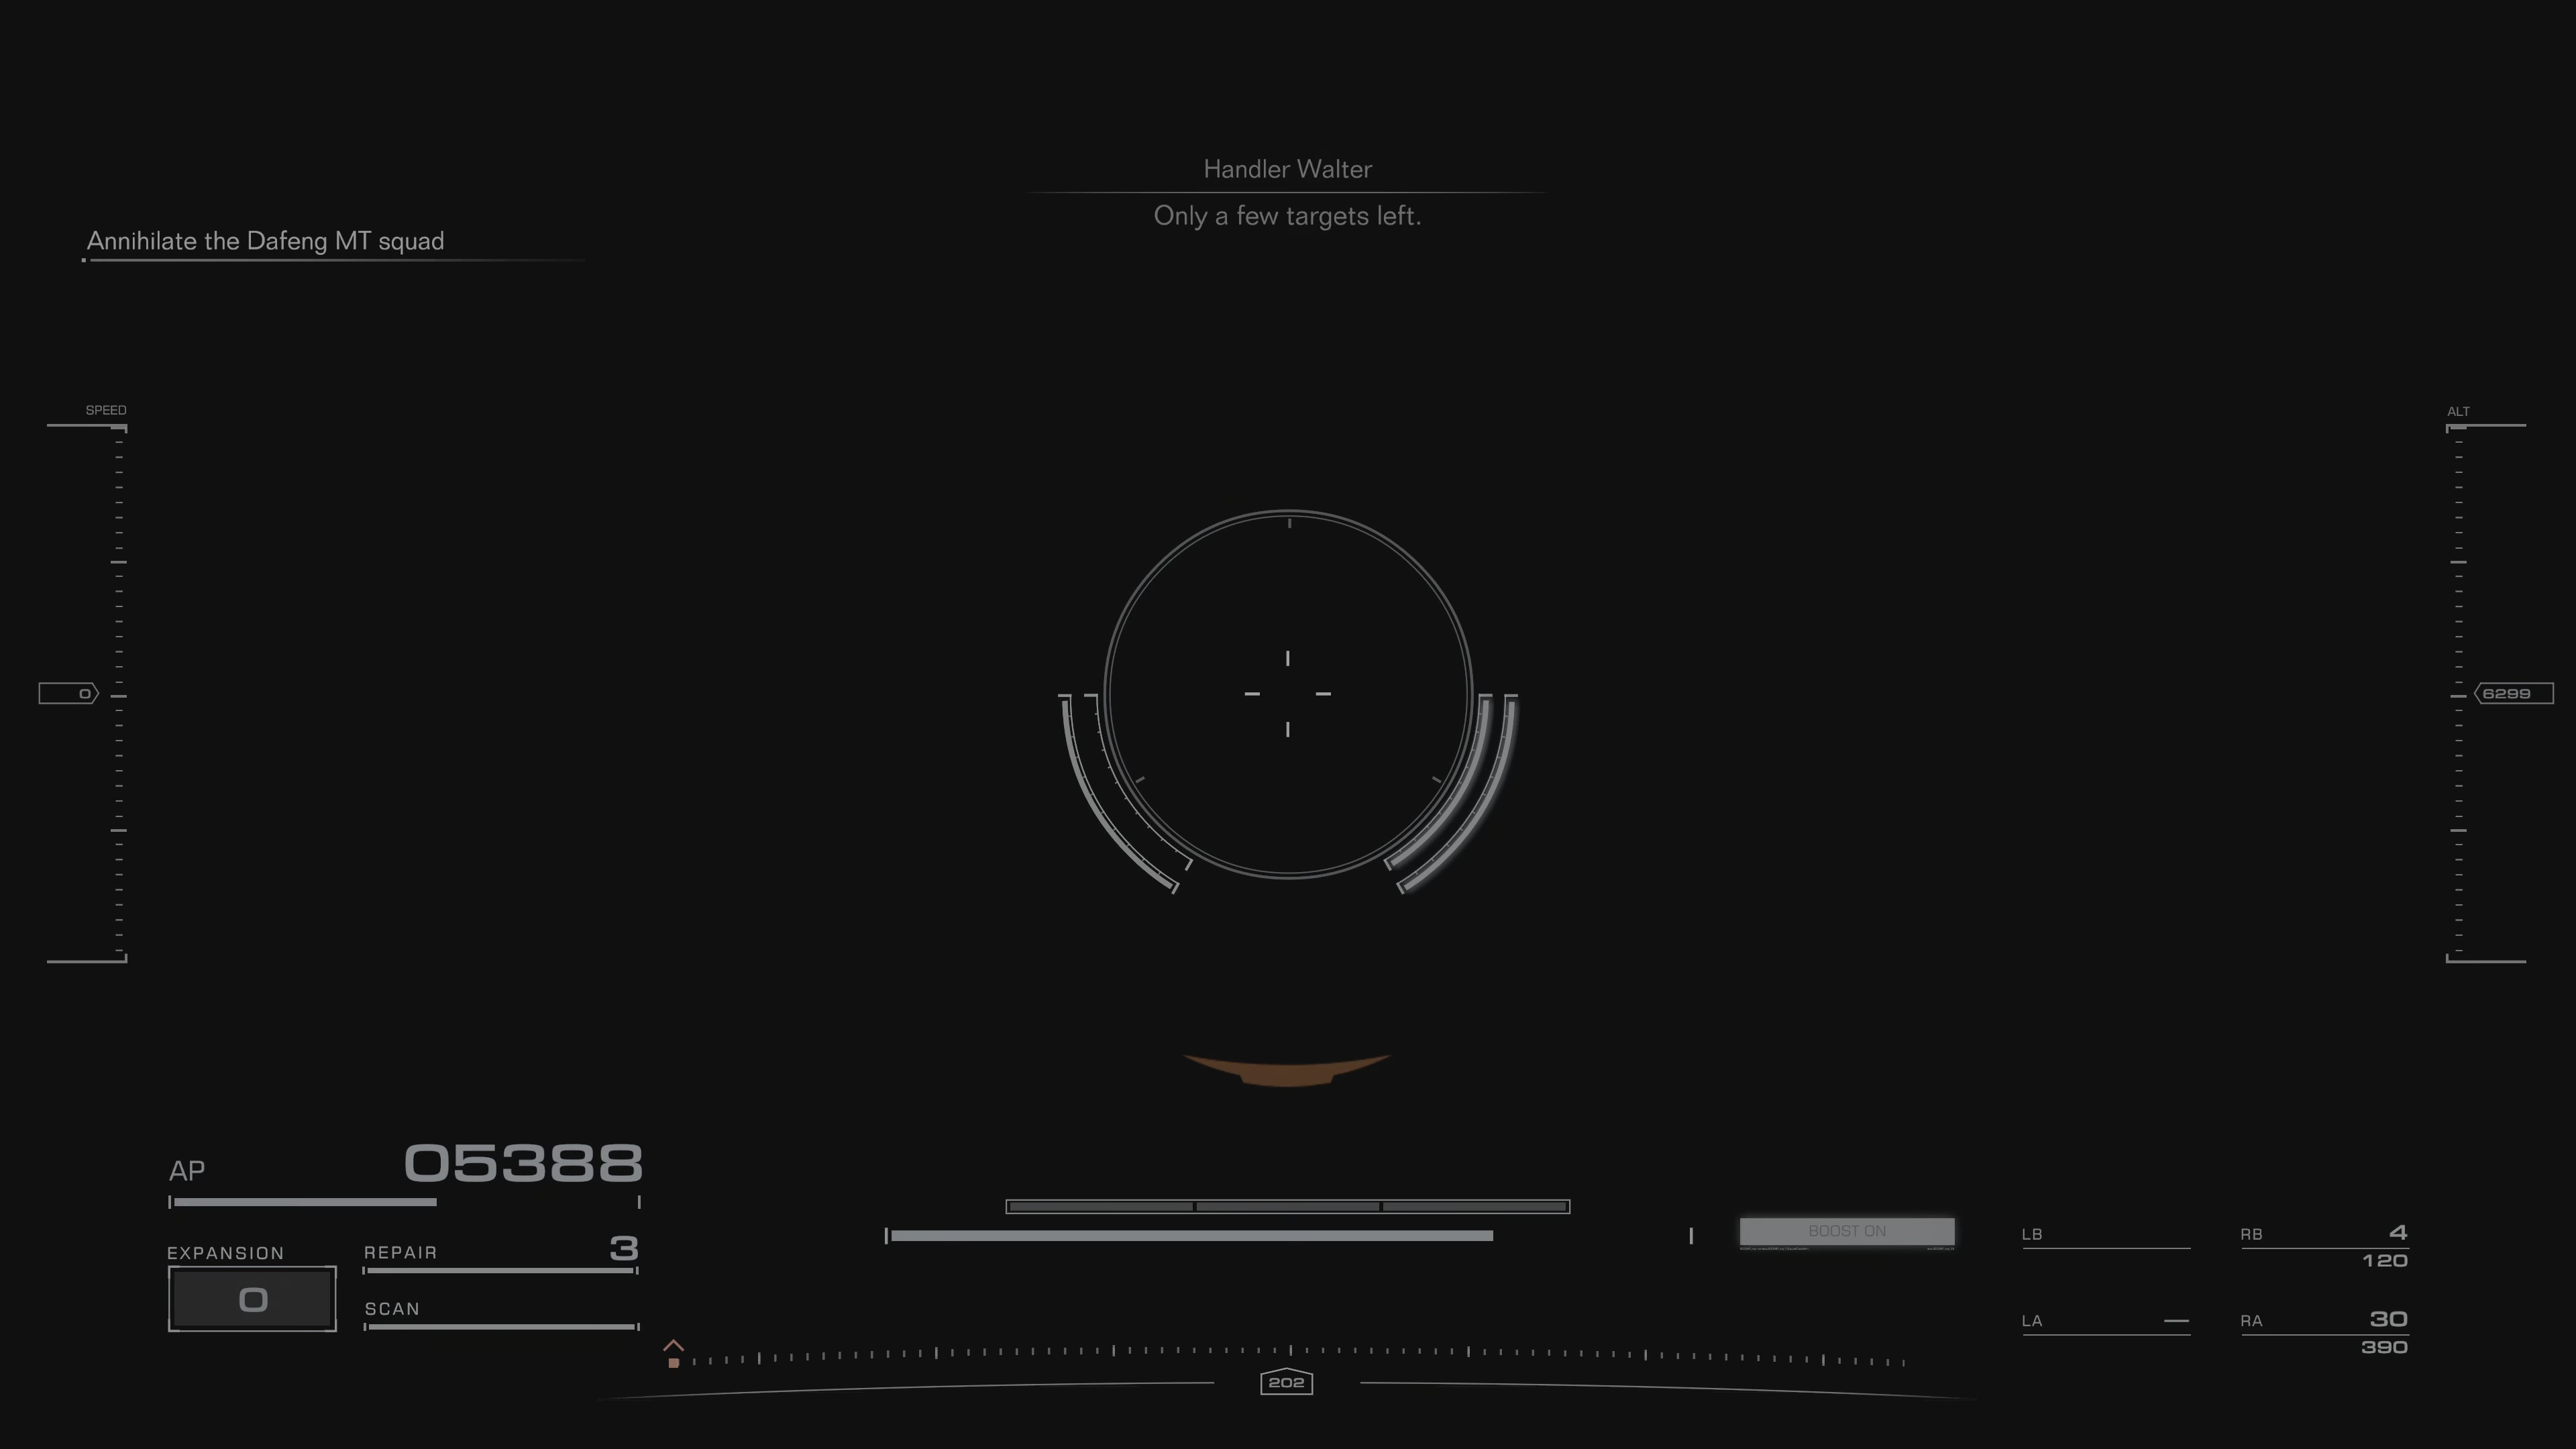 Handler Walter
Only a few targets left.
Annihilate the Dafeng MT squad
SPEED
ALT
0
6299
AP 05388
EXPANSION
0
REPAIR 3
SCAN
BOOST ON
LB
RB 4
120
LA —
RA 30
390
202